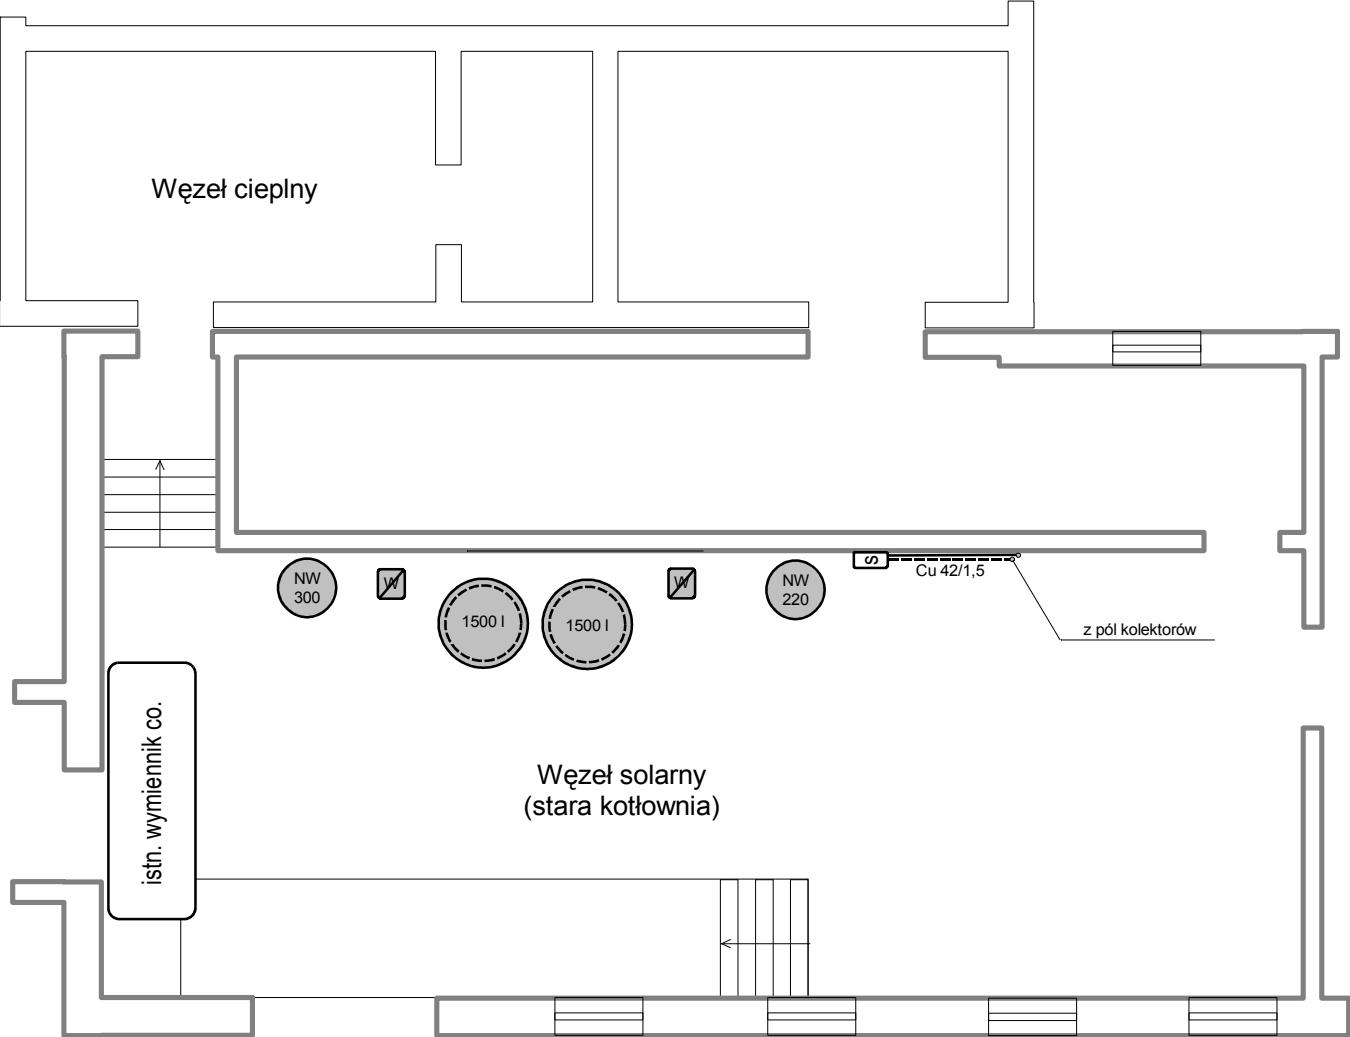 Węzeł cieplny
NW
300
W
1500 l
1500 l
W
NW
220
S
Cu 42/1,5
z pól kolektorów
istn. wymiennik co.
Węzeł solarny
(stara kotłownia)